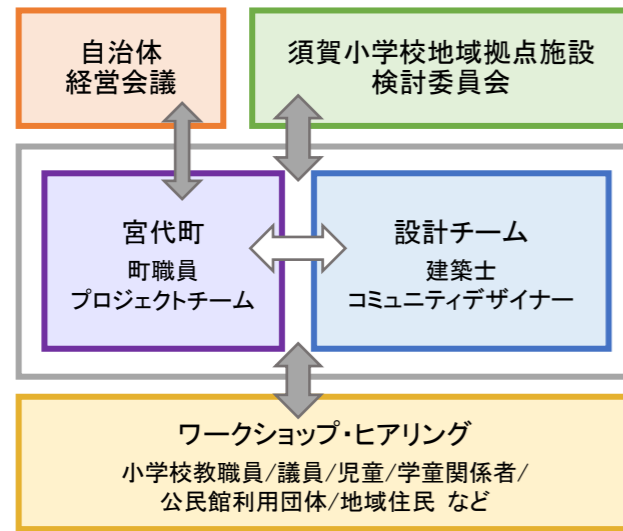 自治体
経営会議
須賀小学校地域拠点施設
検討委員会
宮代町
町職員
プロジェクトチーム
設計チーム
建築士
コミュニティデザイナー
ワークショップ・ヒアリング
小学校教職員/議員/児童/学童関係者/
公民館利用団体/地域住民 など